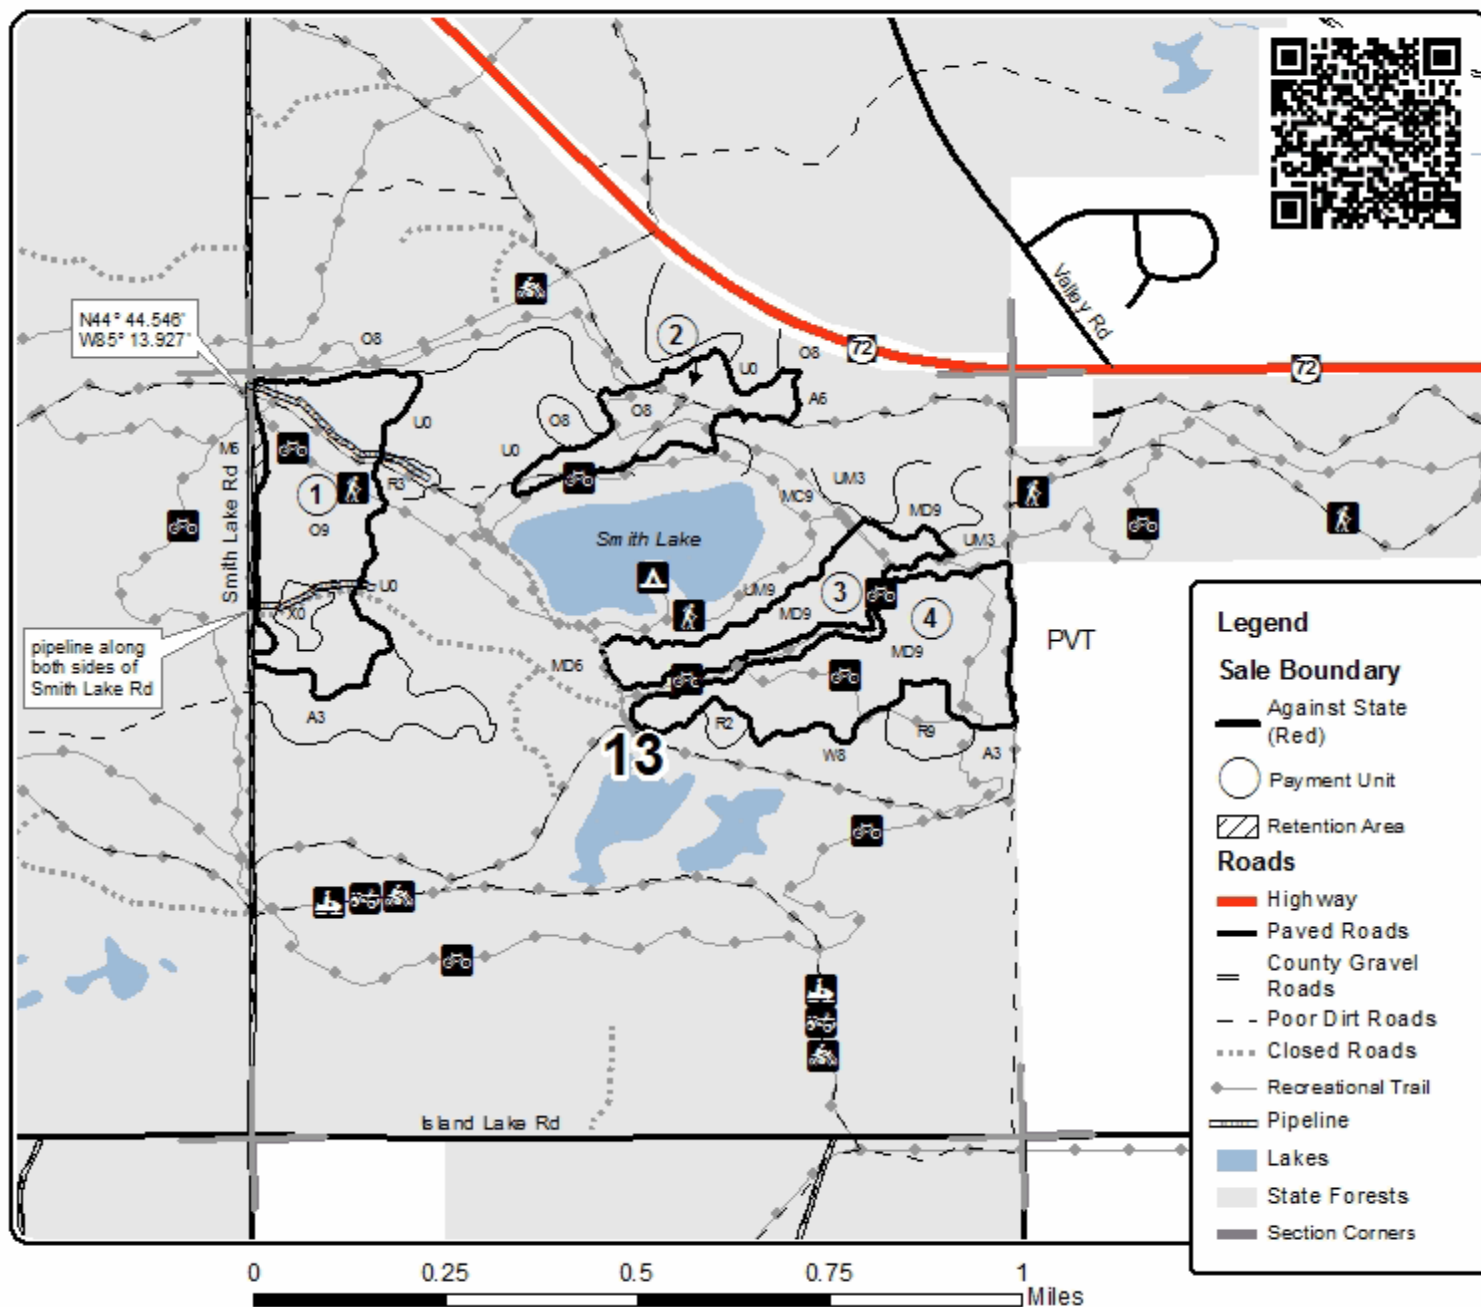 72
72
Valley Rd
N44° 44.546'
W85° 13.927'
O8
2
U0
O8
O8
A6
O8
U0
U0
M6
1
R3
O9
UM3
MC9
MD9
UM3
Smith Lake Rd
Smith Lake
UM9
3
MD9
4
MD9
U0
X0
pipeline along
both sides of
Smith Lake Rd
MD6
A3
R2
R9
W8
A3
13
PVT
Island Lake Rd
Legend
Sale Boundary
Against State
(Red)
Payment Unit
Retention Area
Roads
Highway
Paved Roads
County Gravel
Roads
Poor Dirt Roads
Closed Roads
Recreational Trail
Pipeline
Lakes
State Forests
Section Corners
0 0.25 0.5 0.75 1
Miles